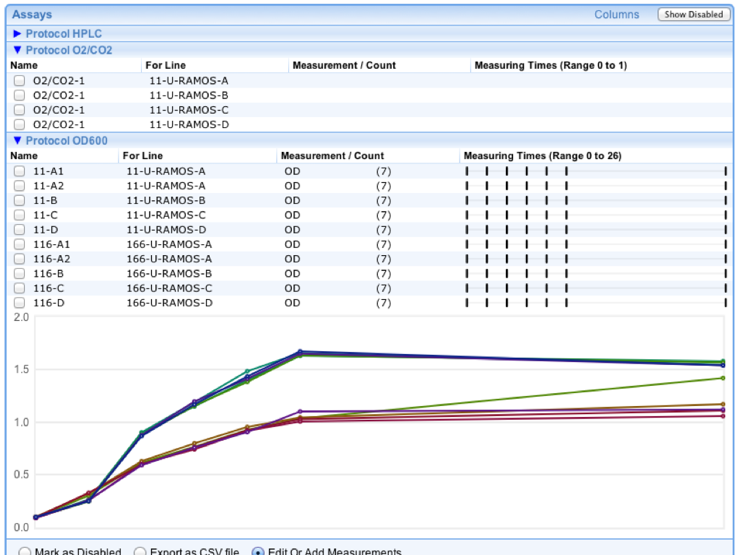 Assays Columns Show Disabled
Protocol HPLC
Protocol O2/CO2
Name For Line Measurement / Count Measuring Times (Range 0 to 1)
O2/CO2-1 11-U-RAMOS-A
O2/CO2-1 11-U-RAMOS-B
O2/CO2-1 11-U-RAMOS-C
O2/CO2-1 11-U-RAMOS-D
Protocol OD600
Name For Line Measurement / Count Measuring Times (Range 0 to 26)
11-A1 11-U-RAMOS-A OD (7)
11-A2 11-U-RAMOS-A OD (7)
11-B 11-U-RAMOS-B OD (7)
11-C 11-U-RAMOS-C OD (7)
11-D 11-U-RAMOS-D OD (7)
116-A1 166-U-RAMOS-A OD (7)
116-A2 166-U-RAMOS-A OD (7)
116-B 166-U-RAMOS-B OD (7)
116-C 166-U-RAMOS-C OD (7)
116-D 166-U-RAMOS-D OD (7)
2.0
1.5
1.0
0.5
0.0
Mark as Disabled Export as CSV file Edit Or Add Measurements